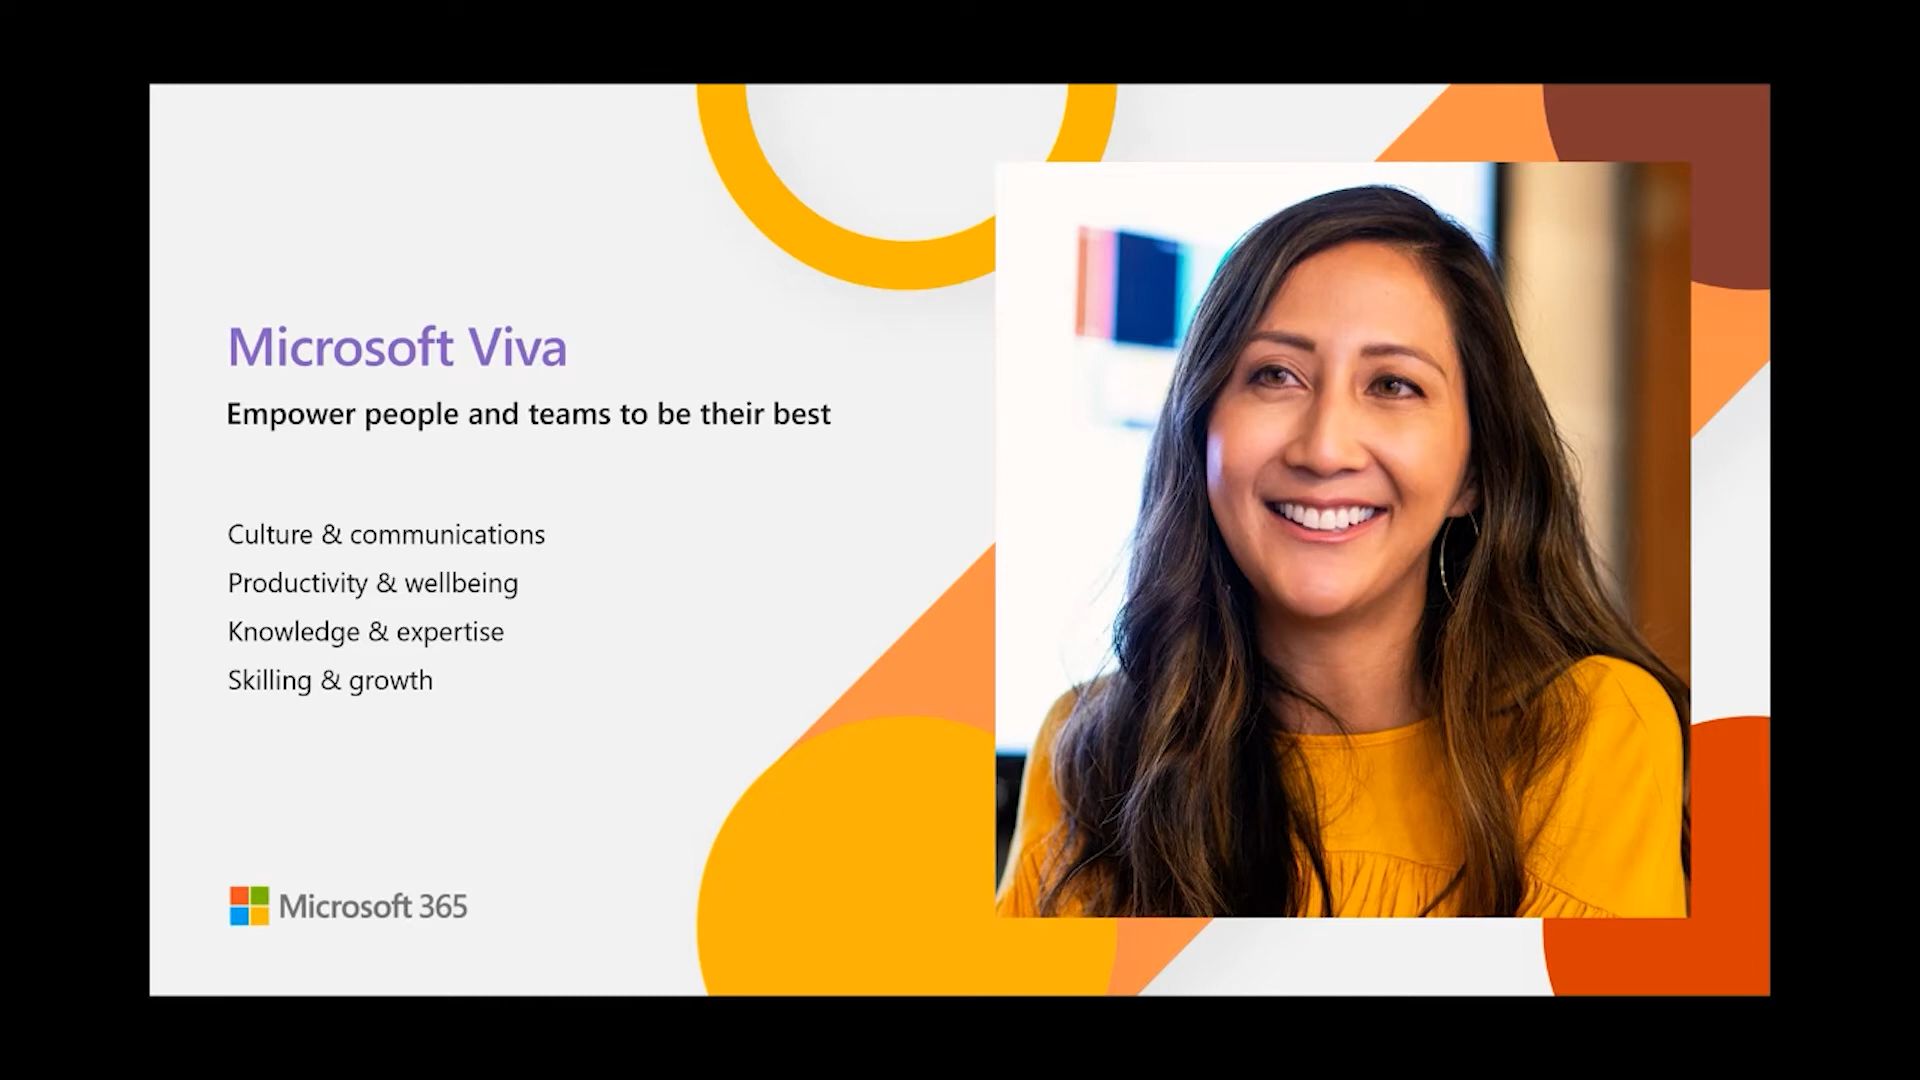 Microsoft Viva
Empower people and teams to be their best
Culture & communications
Productivity & wellbeing
Knowledge & expertise
Skilling & growth
Microsoft 365